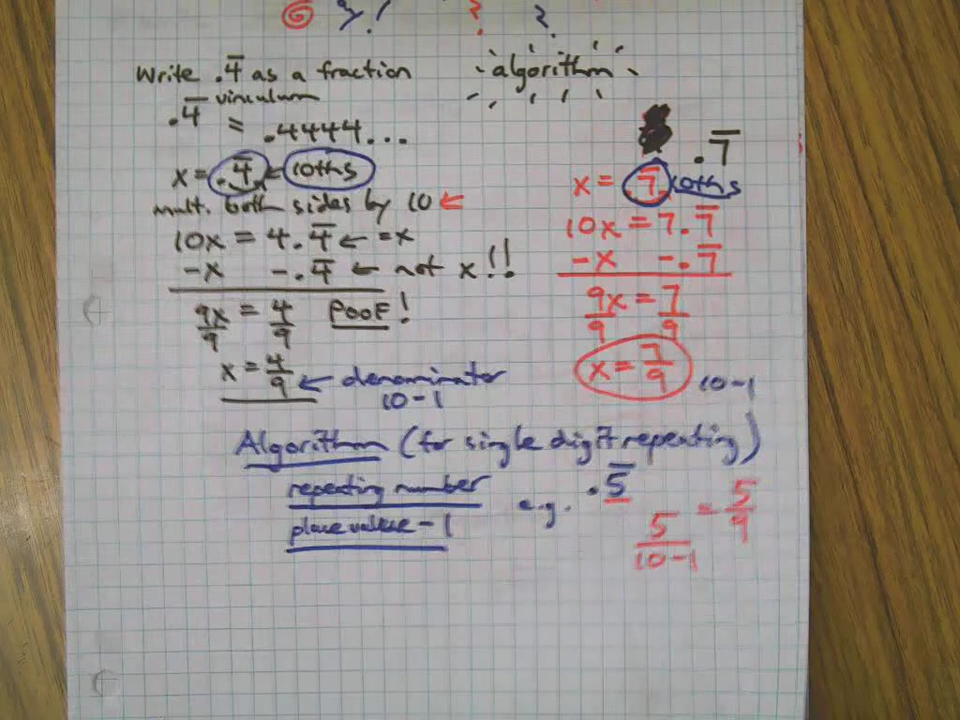 y! ? ?
Write .4̅ as a fraction
algorithm
vinculum
.4̅ = .4444...
x = .4̅ ← 10ths
mult. both sides by 10 ←
10x = 4.4̅ ← = x
-x -.4̅ ← not x!!
9x = 4 POOF!
9 9
x = 4/9 ← denominator
10-1
.7̅
x = .7̅ 10ths
10x = 7.7̅
-x -.7̅
9x = 7
9 9
x = 7/9 10-1
Algorithm (for single digit repeating)
repeating number
place value - 1
e.g. .5̅
5/10-1 = 5/9